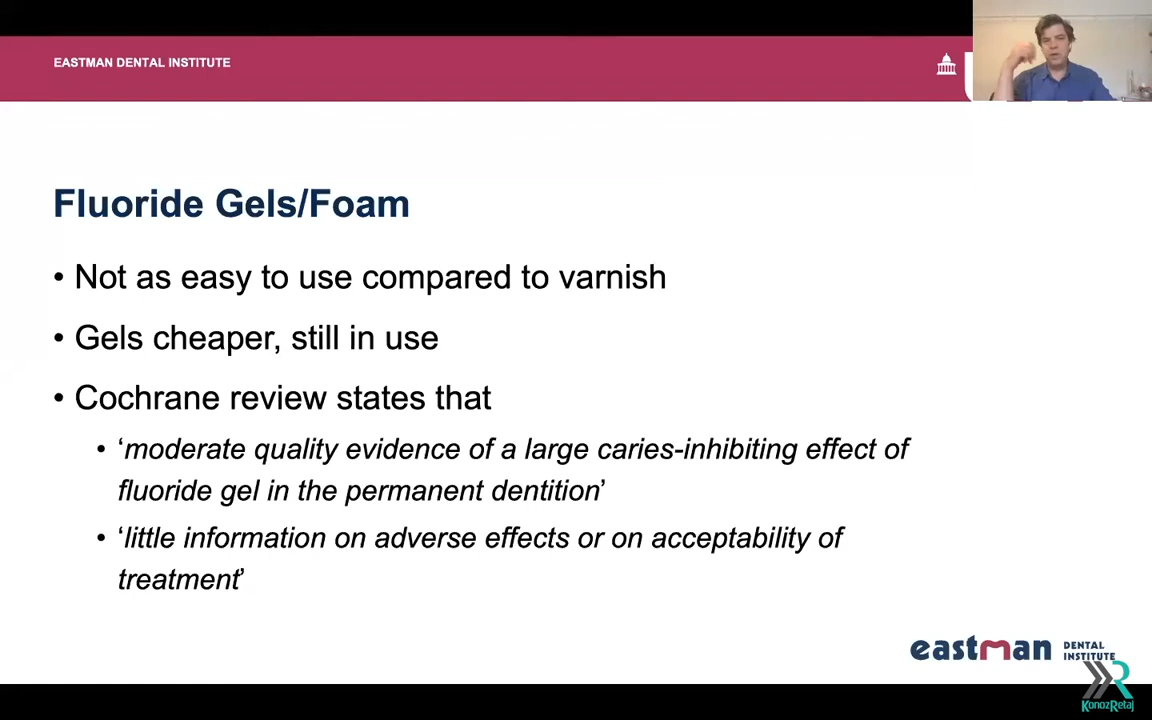 EASTMAN DENTAL INSTITUTE
Fluoride Gels/Foam
• Not as easy to use compared to varnish
• Gels cheaper, still in use
• Cochrane review states that
• ‘moderate quality evidence of a large caries-inhibiting effect of
fluoride gel in the permanent dentition’
• ‘little information on adverse effects or on acceptability of
treatment’
eastman DENTAL
INSTITUTE
KonozRetaj